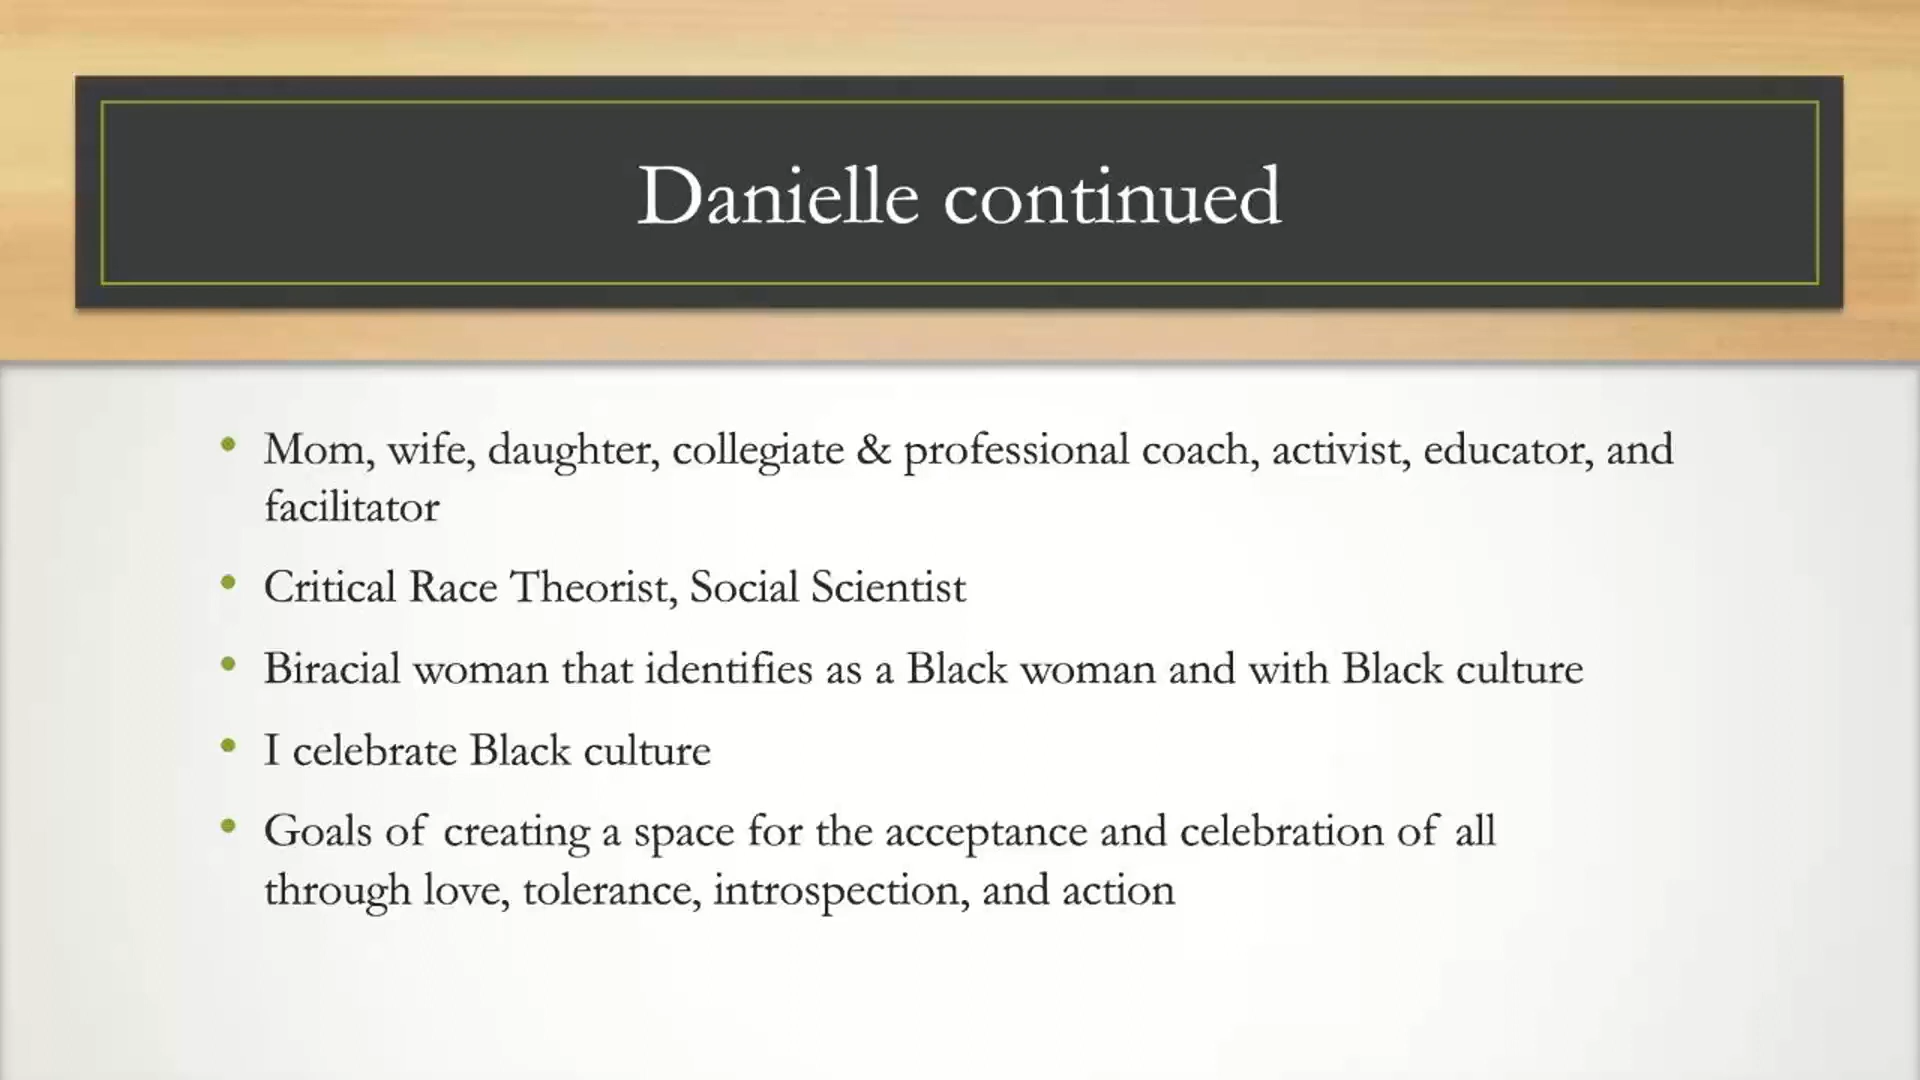 Danielle continued
• Mom, wife, daughter, collegiate & professional coach, activist, educator, and
facilitator
• Critical Race Theorist, Social Scientist
• Biracial woman that identifies as a Black woman and with Black culture
• I celebrate Black culture
• Goals of creating a space for the acceptance and celebration of all
through love, tolerance, introspection, and action